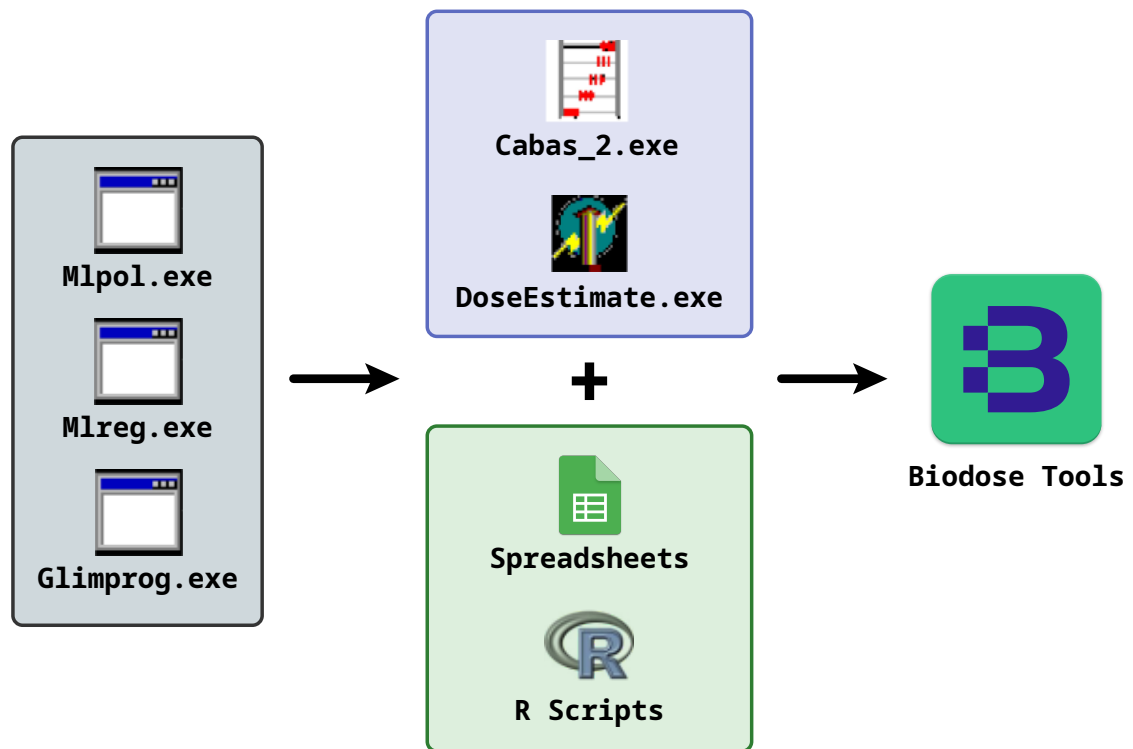 Mlpol.exe
Mlreg.exe
Glimprog.exe
Cabas_2.exe
DoseEstimate.exe
+
Spreadsheets
R
R Scripts
B
Biodose Tools